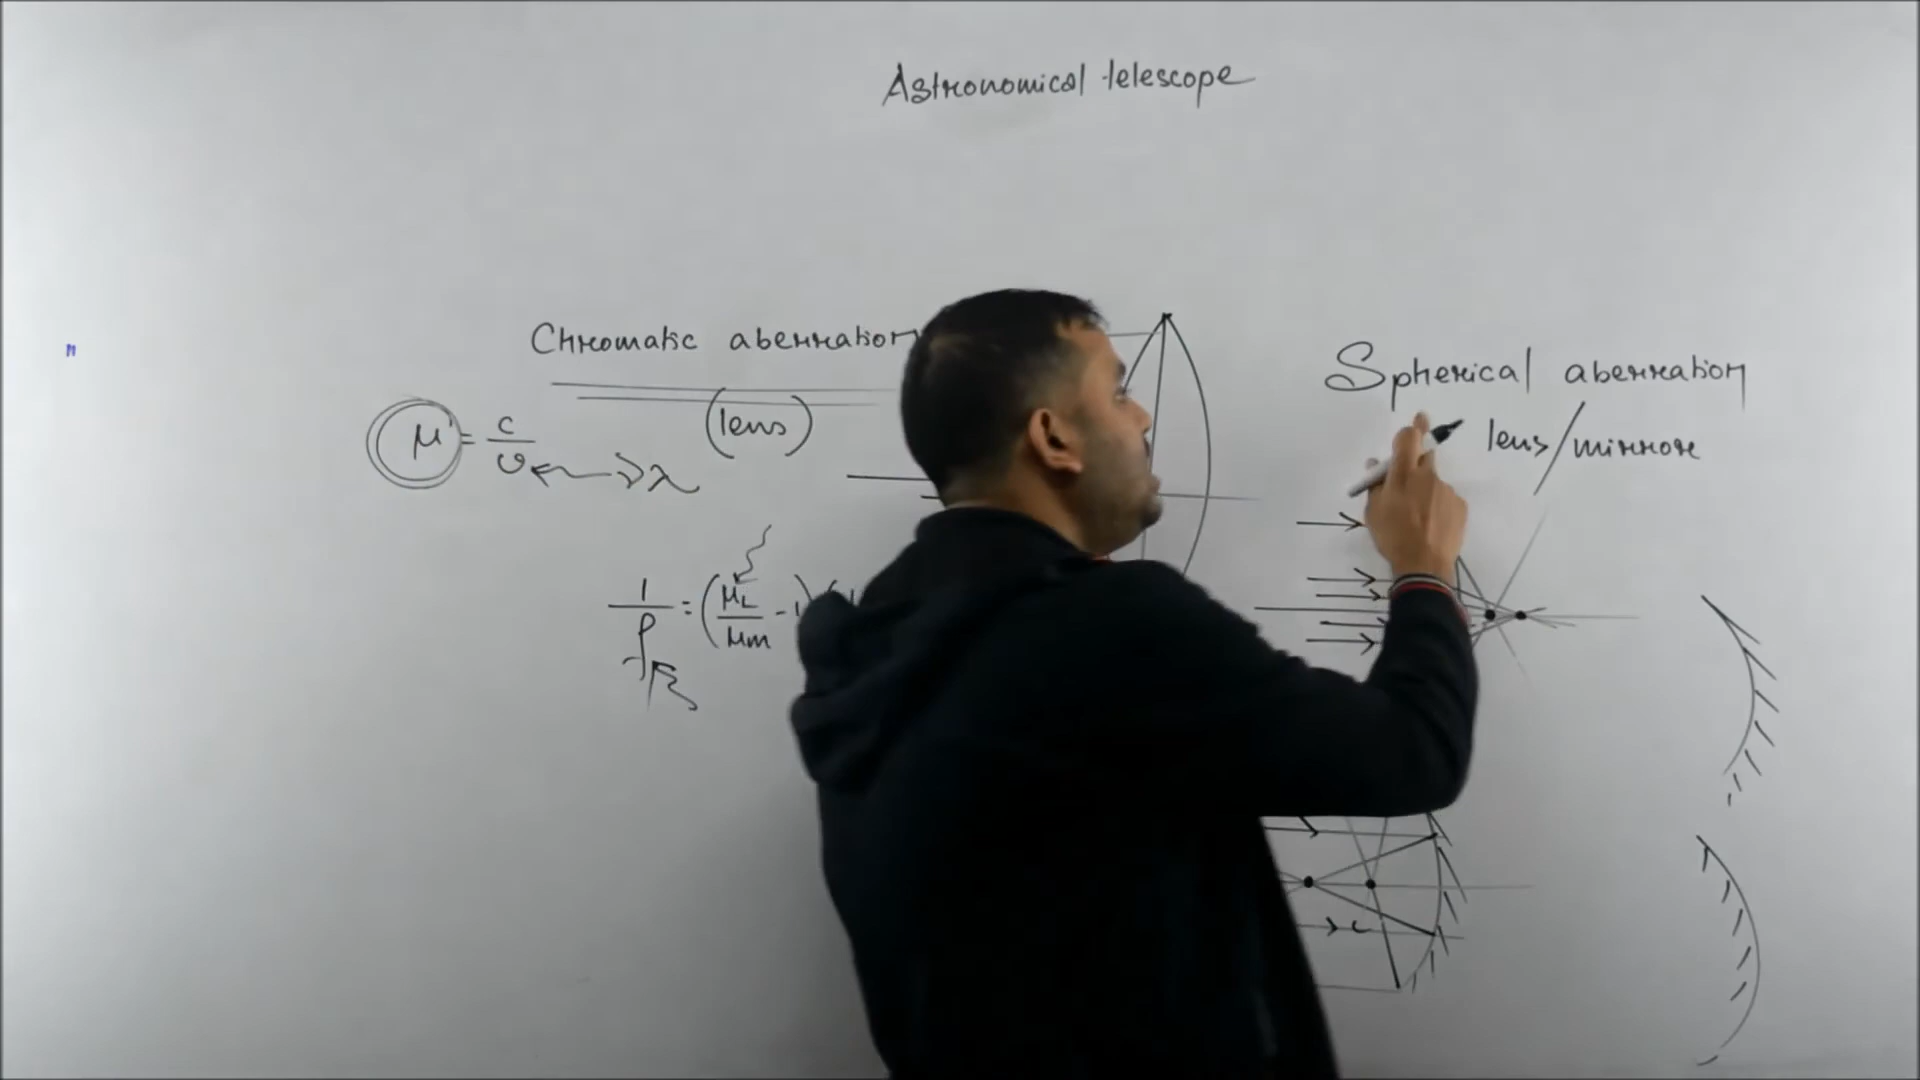 Astronomical telescope
Chromatic aberration
(lens)
μ = c/v λ
1/f = (μL/μm - 1)
Spherical aberration
lens/mirror